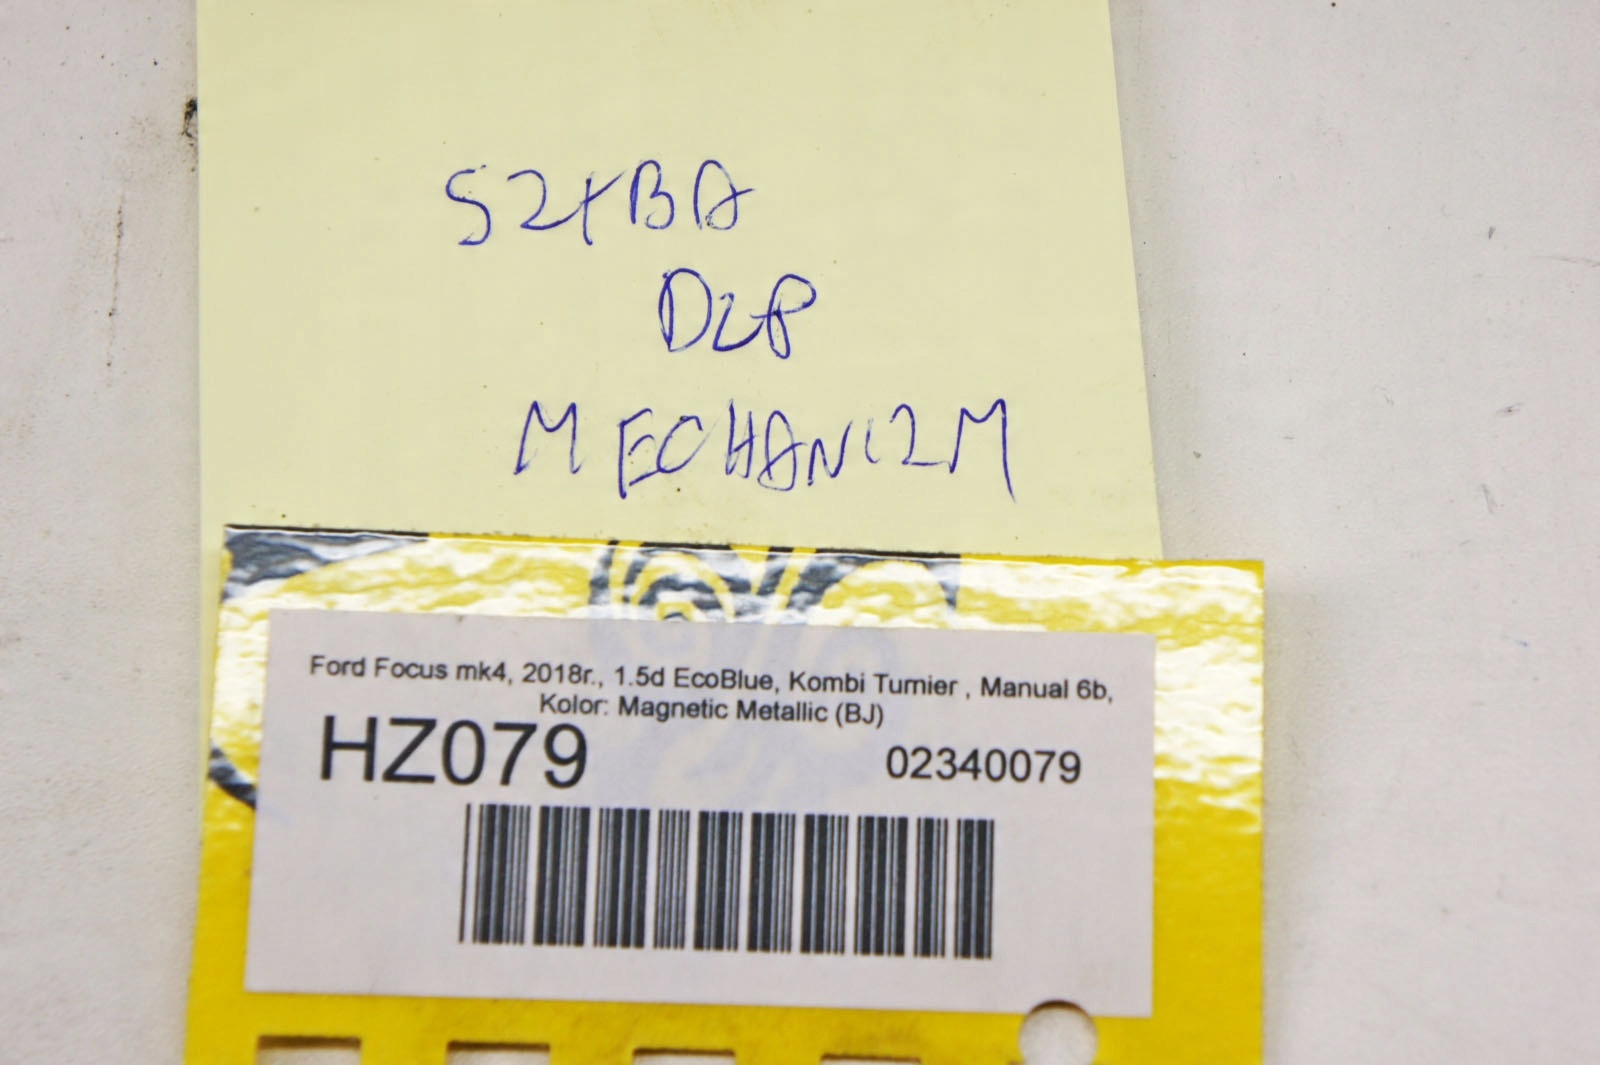 SZYBA
DZP
MECHANIZM
Ford Focus mk4, 2018r., 1.5d EcoBlue, Kombi Turnier , Manual 6b,
Kolor: Magnetic Metallic (BJ)
HZ079 02340079